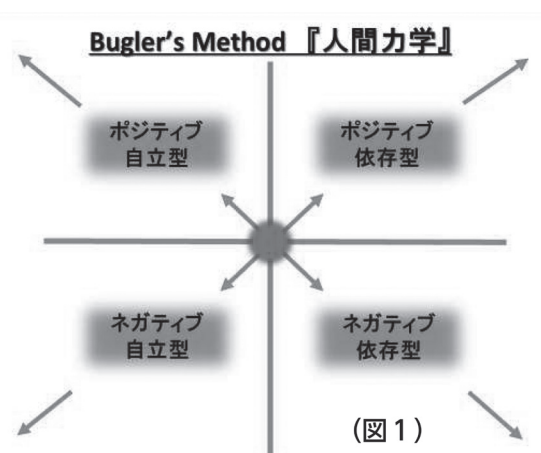 Bugler's Method 『人間力学』
ポジティブ
自立型
ポジティブ
依存型
ネガティブ
自立型
ネガティブ
依存型
(図1)